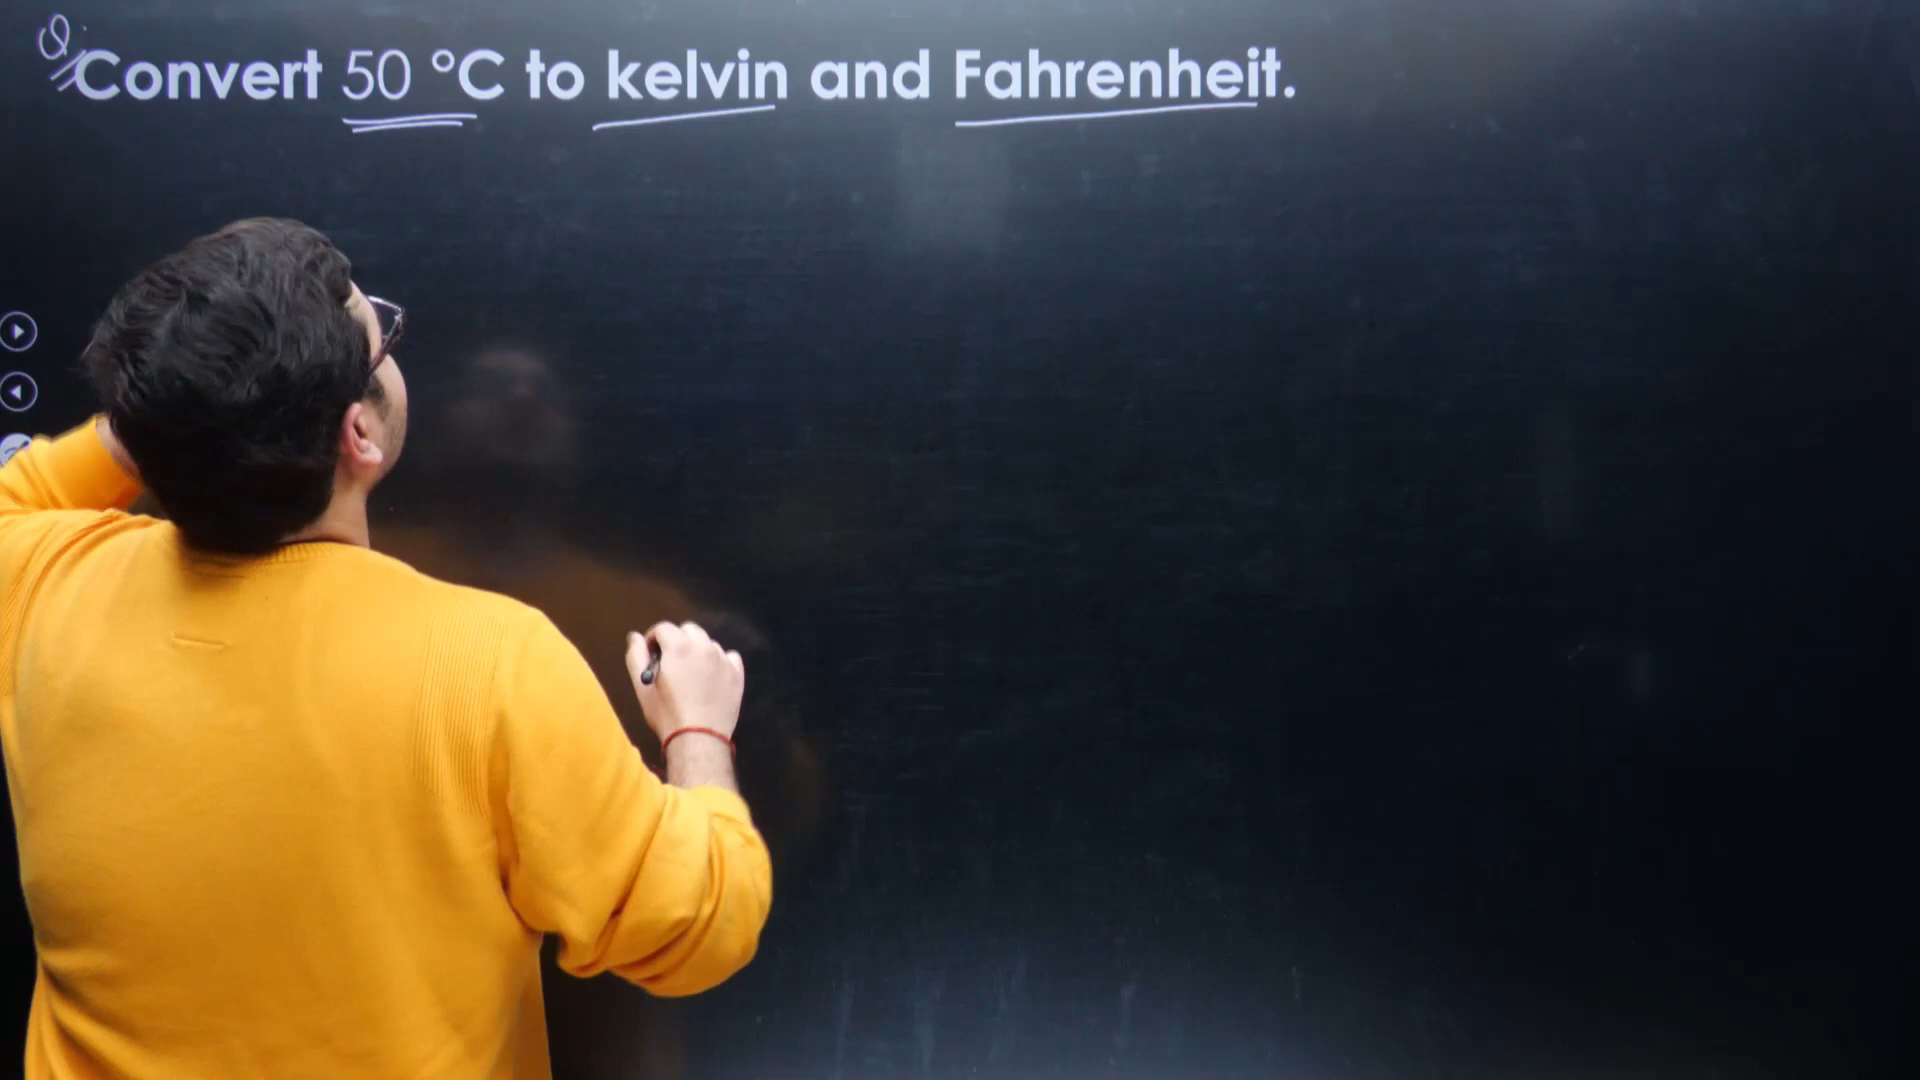 Q. Convert 50 °C to kelvin and Fahrenheit.